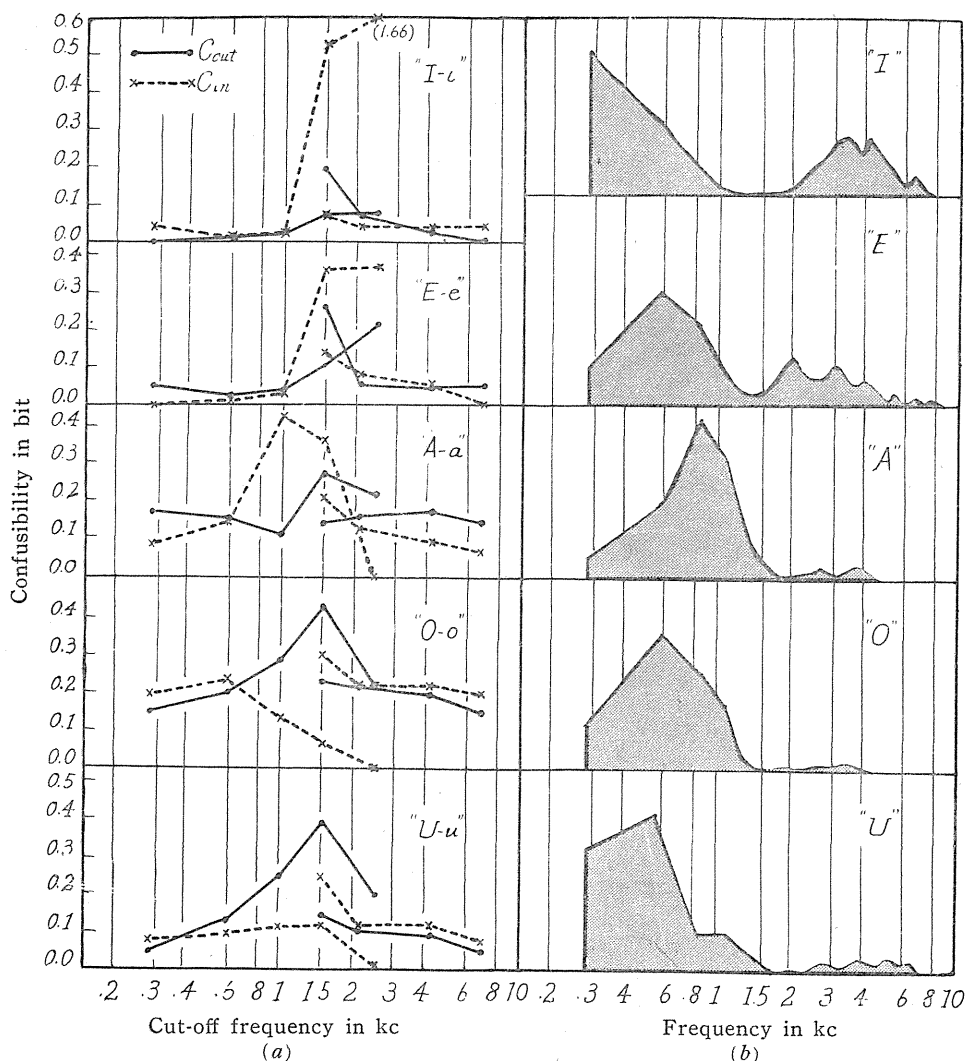 Confusibility in bit
0.6
0.5
0.4
0.3
0.2
0.1
0.0
Ccut
Cin
(1.66)
"I-ι"
0.4
0.3
0.2
0.1
0.0
"E-e"
0.4
0.3
0.2
0.1
0.0
"A-a"
0.4
0.3
0.2
0.1
0.0
"O-o"
0.5
0.4
0.3
0.2
0.1
0.0
"U-u"
.2 .3 .4 .6 .8 1 1.5 2 3 4 6 8 10
Cut-off frequency in kc
(a)
"I"
"E"
"A"
"O"
"U"
.2 .3 .4 .6 .8 1 1.5 2 3 4 6 8 10
Frequency in kc
(b)